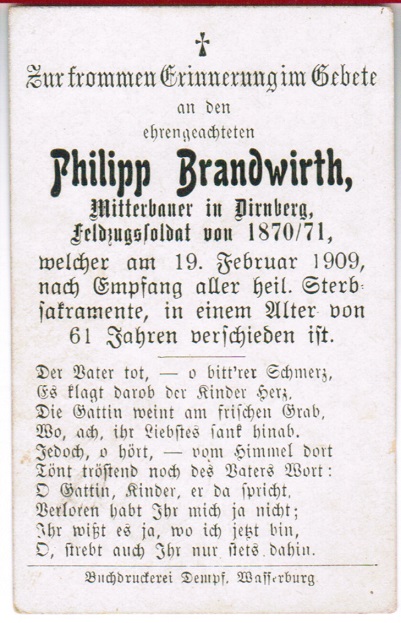 Zur frommen Erinnerung im Gebete
an den
ehrengeachteten
Philipp Brandwirth,
Mitterbauer in Dirnberg,
Feldzugssoldat von 1870/71,
welcher am 19. Februar 1909,
nach Empfang aller heil. Sterb-
sakramente, in einem Alter von
61 Jahren verschieden ist.
Der Vater tot, — o bitt'rer Schmerz,
Es klagt darob der Kinder Herz.
Die Gattin weint am frischen Grab,
Wo, ach, ihr Liebstes sank hinab.
Jedoch, o hört, — vom Himmel dort
Tönt tröstend noch des Vaters Wort:
O Gattin, Kinder, er da spricht,
Verloren habt Ihr mich ja nicht;
Ihr wißt es ja, wo ich jetzt bin,
O, strebt auch Ihr nur stets dahin.
Buchdruckerei Dempf, Wasserburg